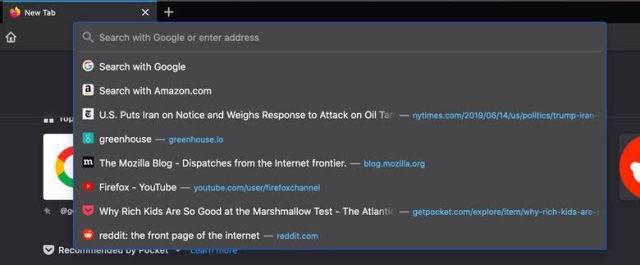 New Tab
Search with Google or enter address
Search with Google
Search with Amazon.com
U.S. Puts Iran on Notice and Weighs Response to Attack on Oil Tan — nytimes.com/2019/06/14/us/politics/trump-iran-
greenhouse — greenhouse.io
The Mozilla Blog - Dispatches from the Internet frontier. — blog.mozilla.org
Firefox - YouTube — youtube.com/user/firefoxchannel
Why Rich Kids Are So Good at the Marshmallow Test - The Atlantic — getpocket.com/explore/item/why-rich-kids-are-s
reddit: the front page of the internet — reddit.com
Recommended by Pocket Learn more